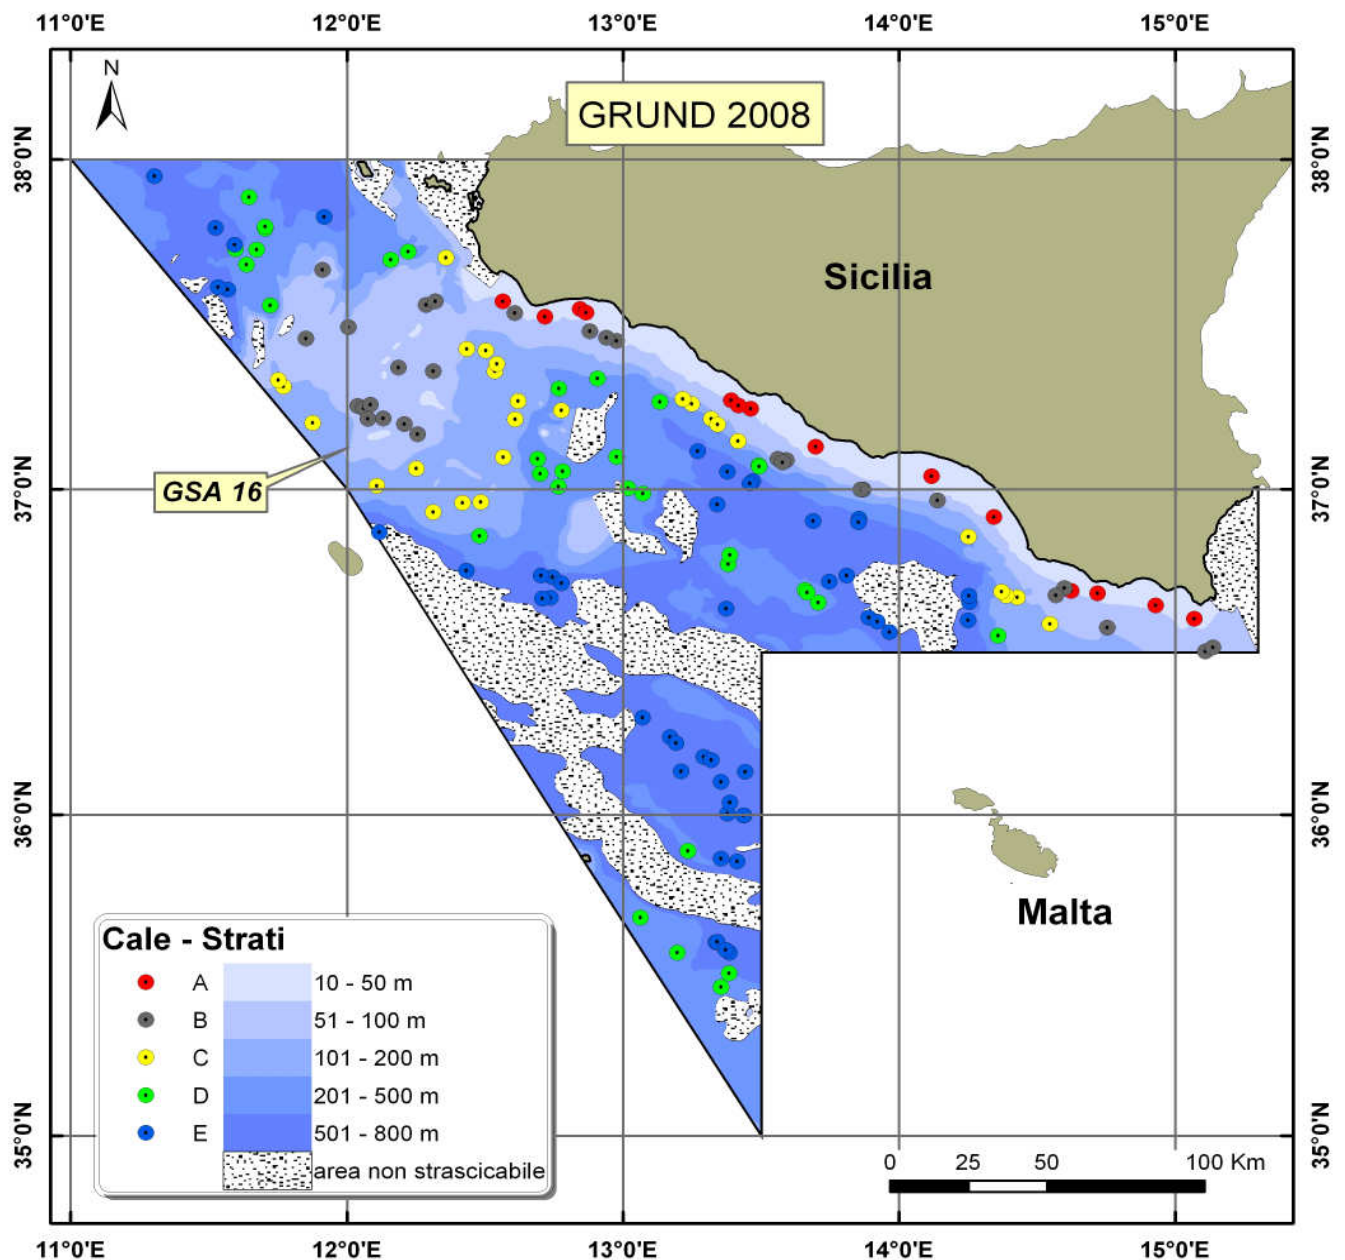 11°0'E 12°0'E 13°0'E 14°0'E 15°0'E
N
GRUND 2008
38°0'N 38°0'N
Sicilia
37°0'N 37°0'N
GSA 16
36°0'N 36°0'N
Malta
Cale - Strati
A 10 - 50 m
B 51 - 100 m
C 101 - 200 m
D 201 - 500 m
E 501 - 800 m
area non strascicabile
35°0'N 35°0'N
0 25 50 100 Km
11°0'E 12°0'E 13°0'E 14°0'E 15°0'E